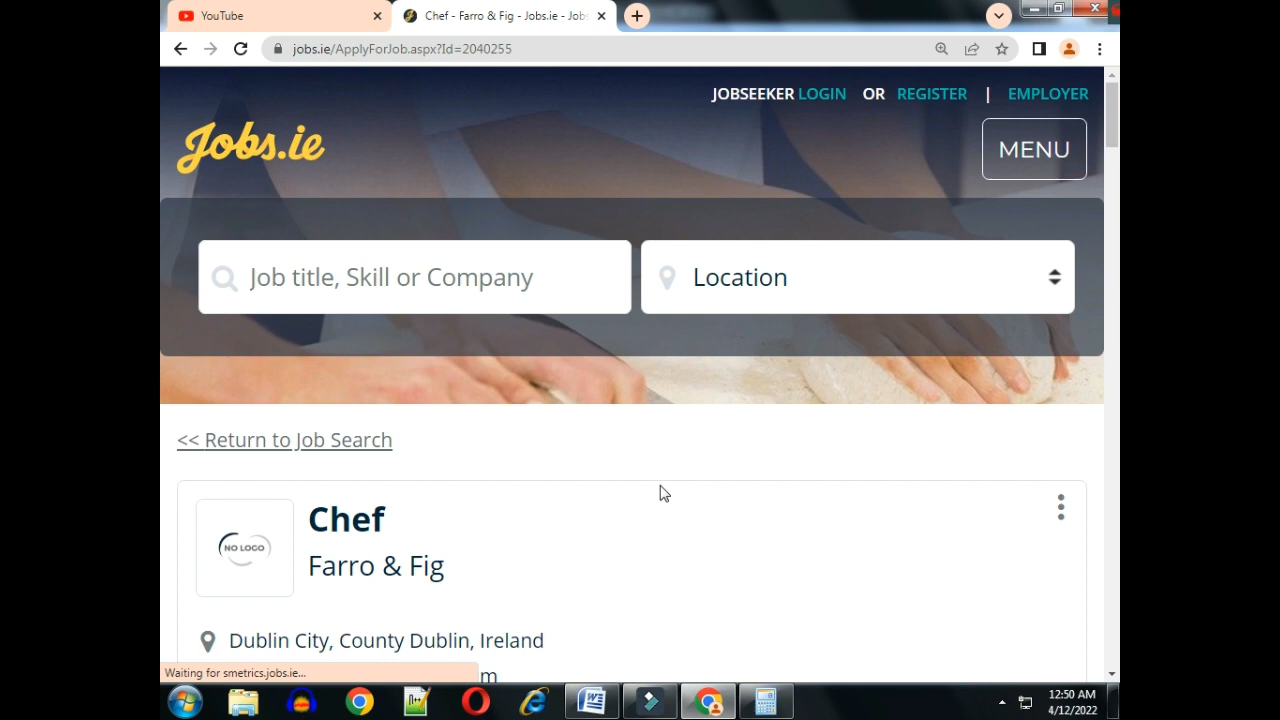 YouTube
Chef - Farro & Fig - Jobs.ie - Jobs
jobs.ie/ApplyForJob.aspx?Id=2040255
JOBSEEKER LOGIN OR REGISTER | EMPLOYER
Jobs.ie
MENU
Job title, Skill or Company
Location
<< Return to Job Search
NO LOGO
Chef
Farro & Fig
Dublin City, County Dublin, Ireland
Waiting for smetrics.jobs.ie...
m
12:50 AM
4/12/2022